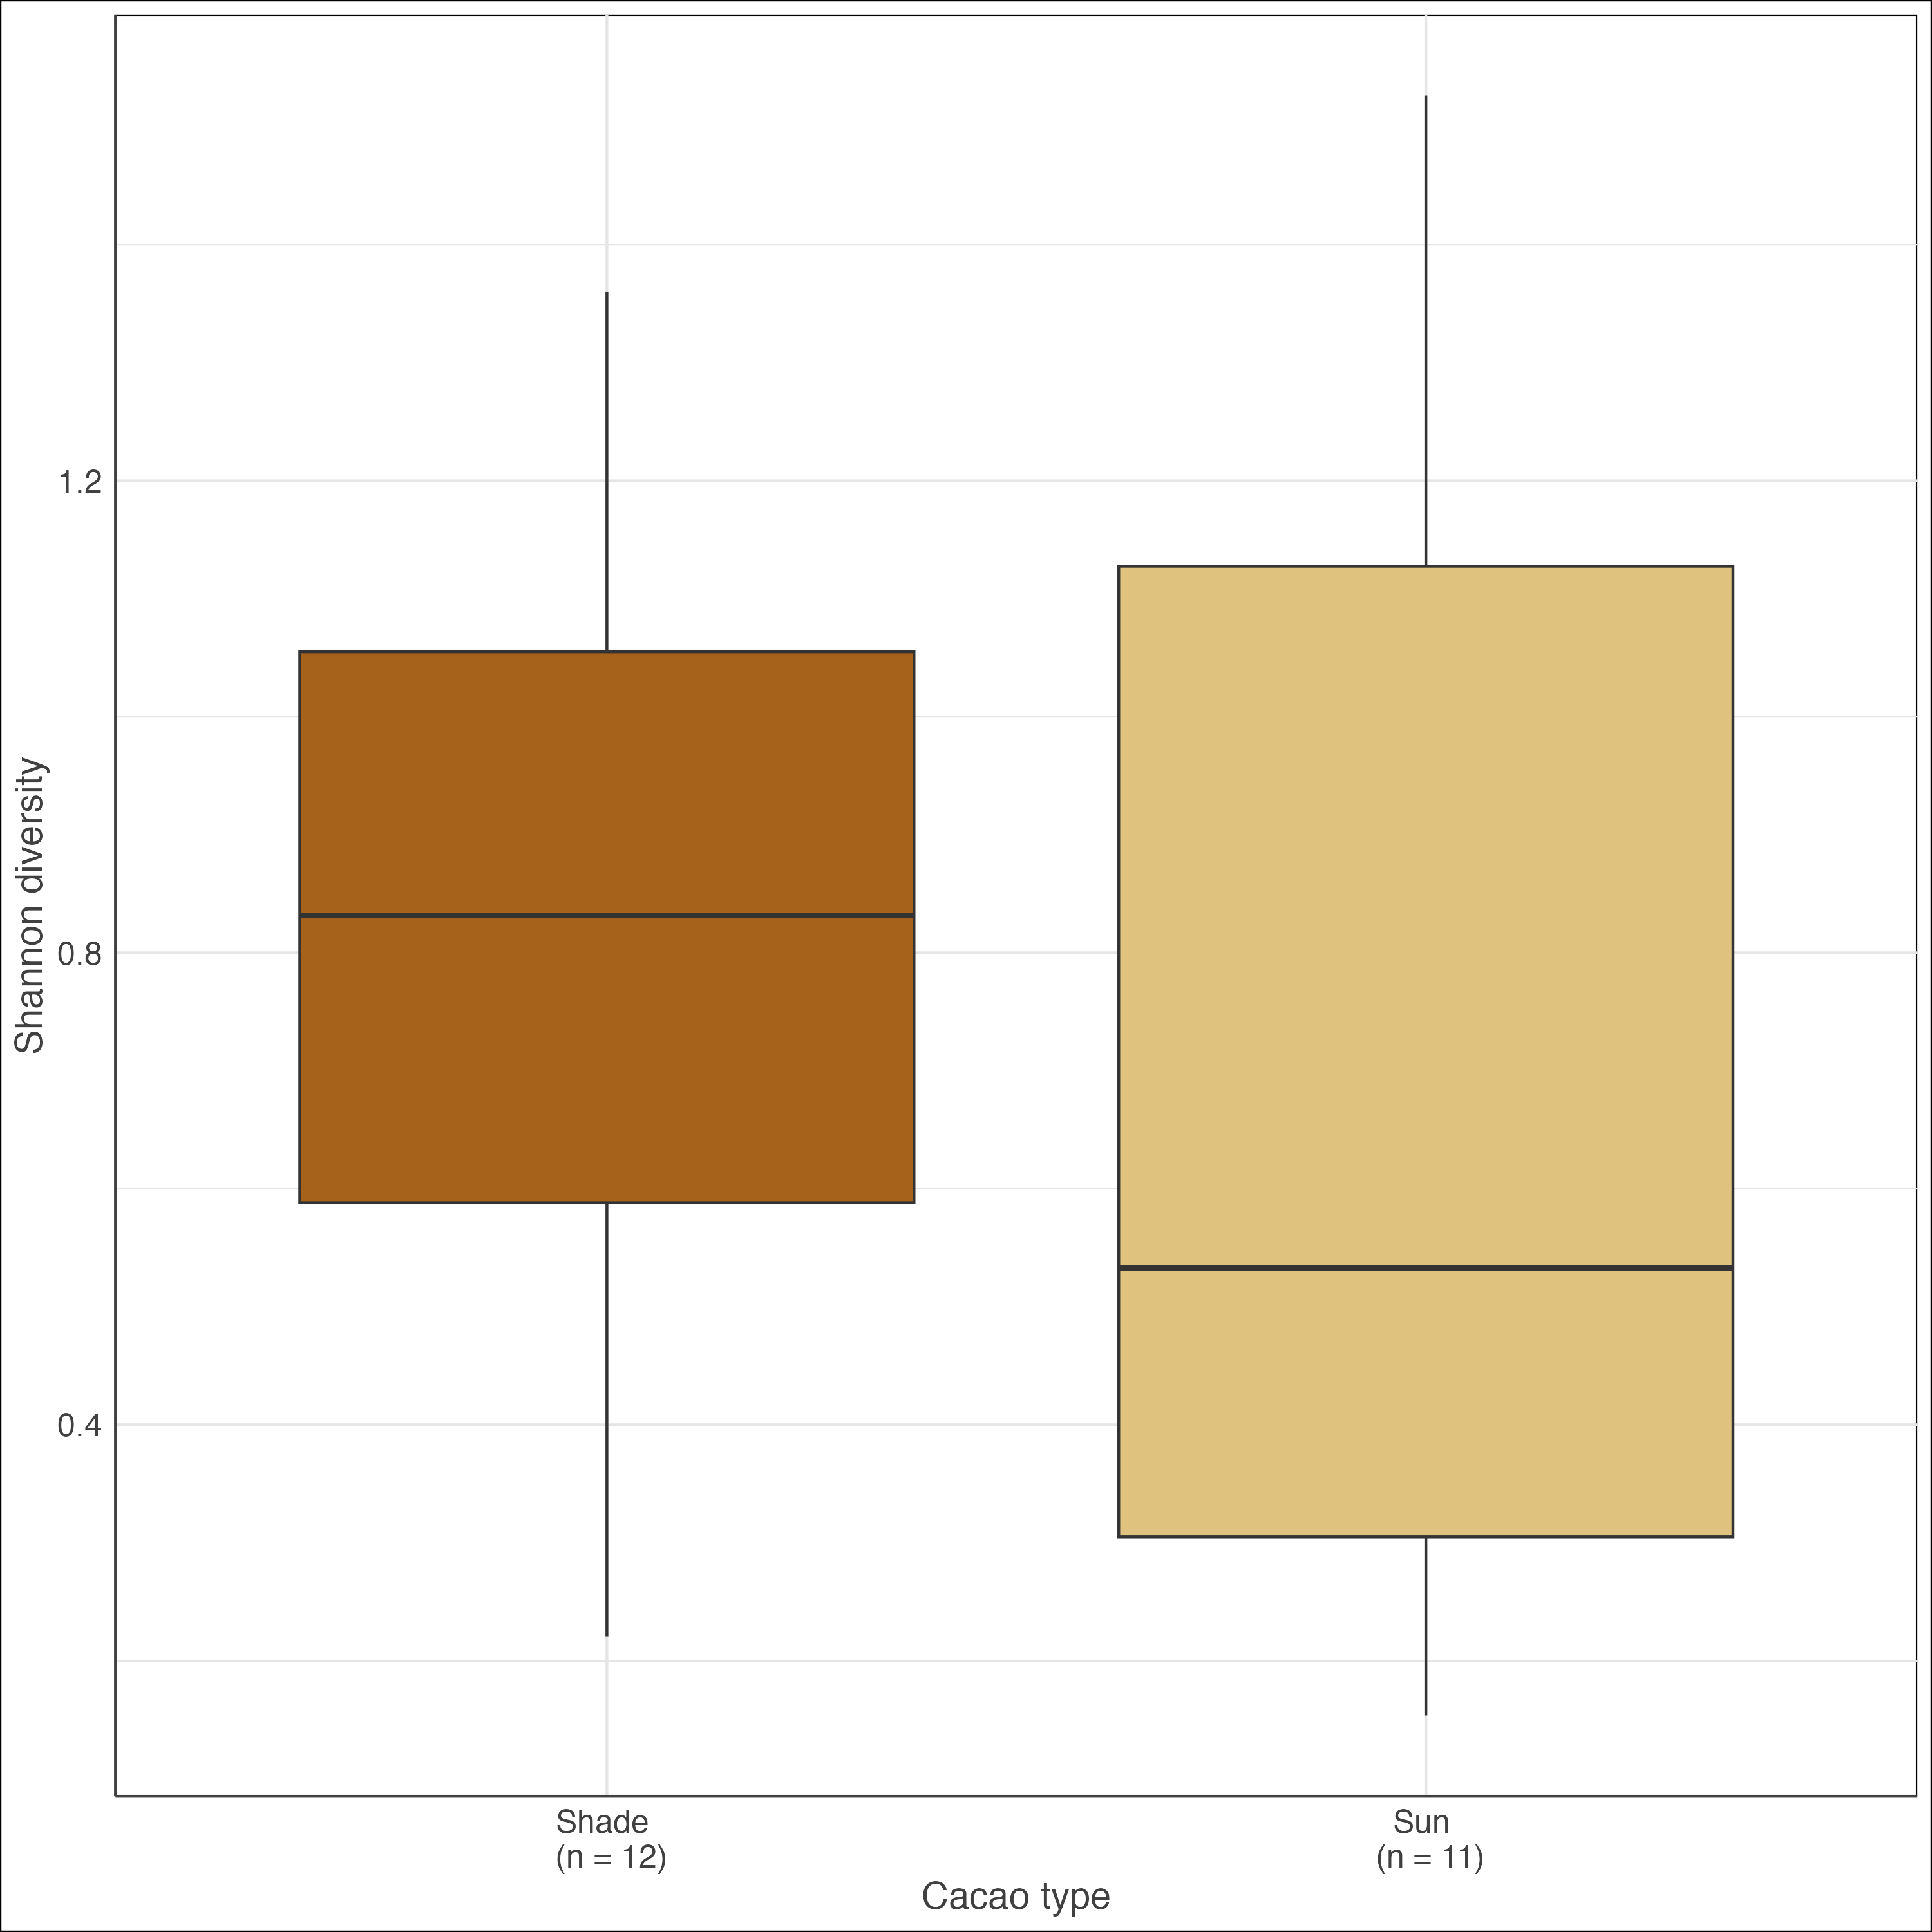 Shannon diversity
1.2
0.8
0.4
Shade
(n = 12)
Sun
(n = 11)
Cacao type